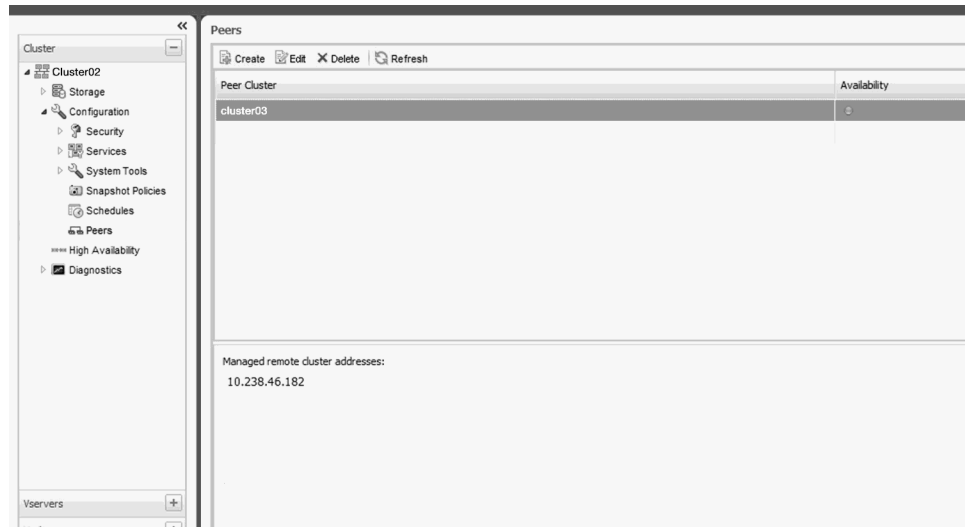 «
Peers
Cluster
Create Edit Delete Refresh
Cluster02
Peer Cluster Availability
Storage
cluster03
Configuration
Security
Services
System Tools
Snapshot Policies
Schedules
Peers
High Availability
Diagnostics
Managed remote cluster addresses:
10.238.46.182
Vservers